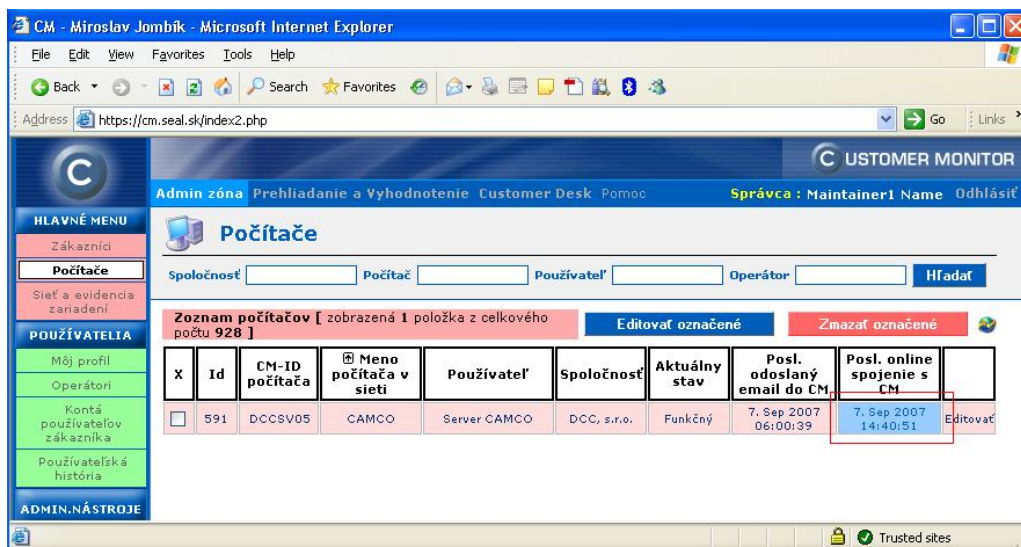 CM - Miroslav Jombík - Microsoft Internet Explorer
File Edit View Favorites Tools Help
Back Search Favorites
Address https://cm.seal.sk/index2.php Go Links
C USTOMER MONITOR
Admin zóna Prehliadanie a Vyhodnotenie Customer Desk Pomoc Správca : Maintainer1 Name Odhlásiť
HLAVNÉ MENU
Zákazníci
Počítače
Sieť a evidencia
zariadení
POUŽÍVATELIA
Môj profil
Operátori
Kontá
používateľov
zákazníka
Používateľská
história
ADMIN.NÁSTROJE
Počítače
Spoločnosť Počítač Používateľ Operátor Hľadať
Zoznam počítačov [ zobrazená 1 položka z celkového
počtu 928 ]
Editovať označené Zmazať označené
X Id CM-ID
počítača Meno
počítača v
sieti Používateľ Spoločnosť Aktuálny
stav Posl.
odoslaný
email do CM Posl. online
spojenie s
CM
591 DCCSV05 CAMCO Server CAMCO DCC, s.r.o. Funkčný 7. Sep 2007
06:00:39 7. Sep 2007
14:40:51 Editovať
Trusted sites